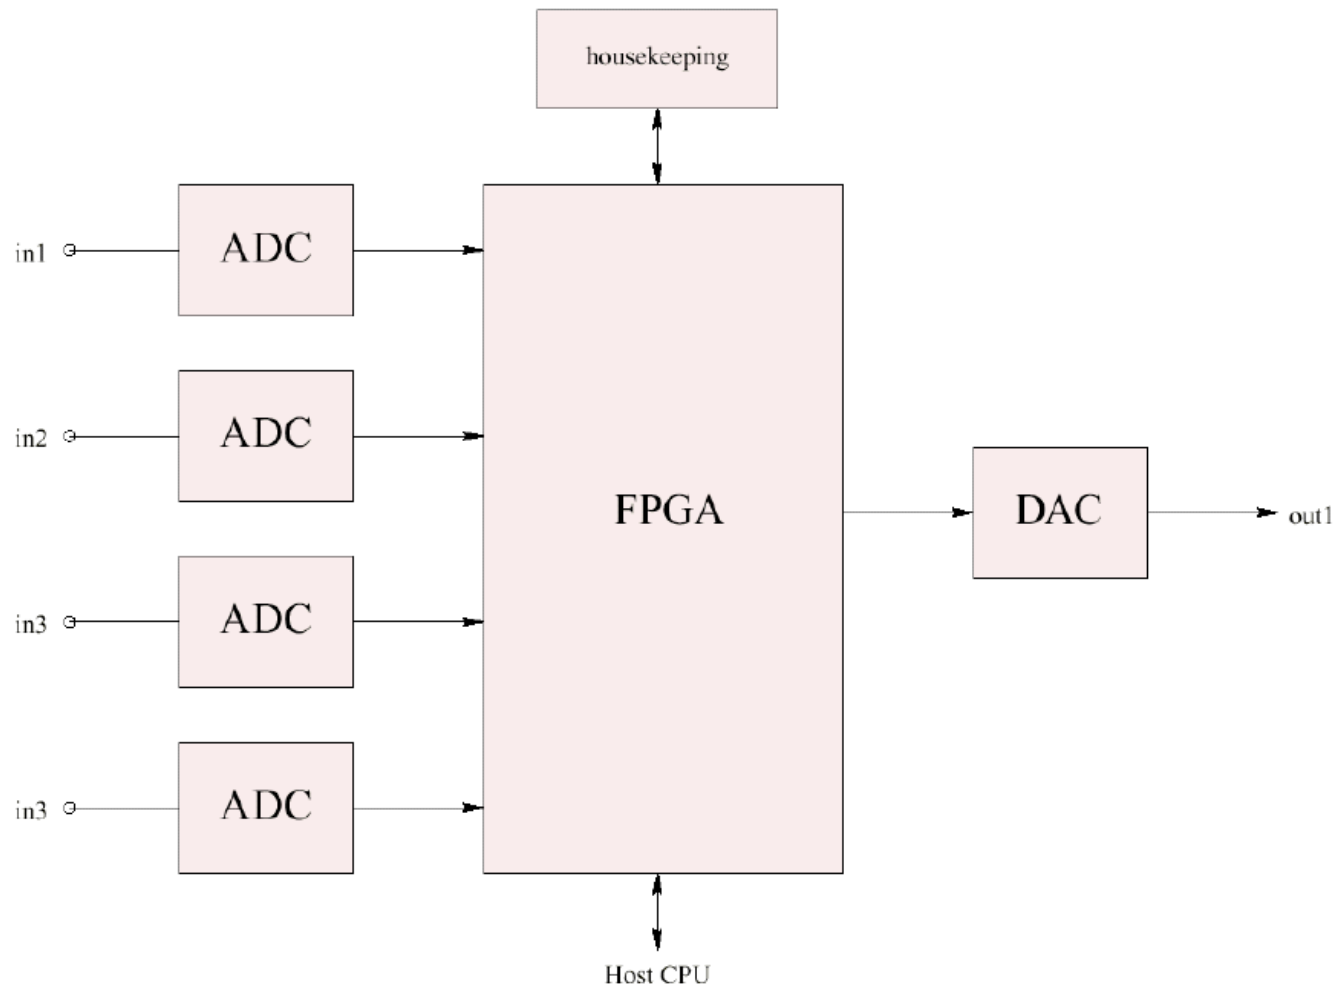 housekeeping
in1
ADC
in2
ADC
FPGA
DAC
out1
in3
ADC
in3
ADC
Host CPU